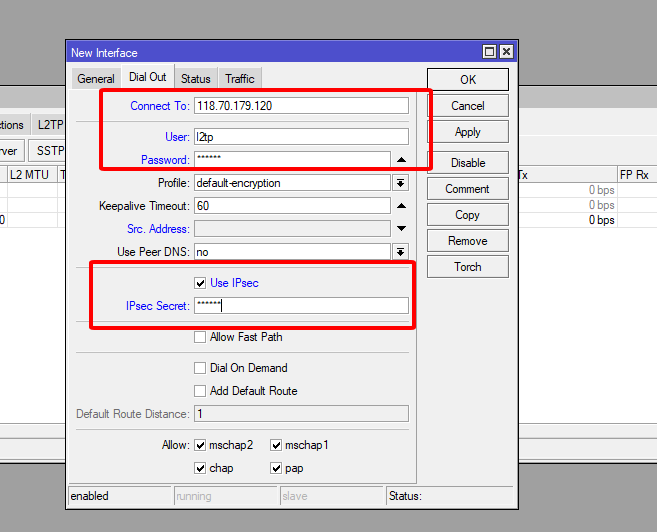 New Interface
General Dial Out Status Traffic
OK
Connect To: 118.70.179.120
Cancel
User: l2tp
Apply
Password: ******
Disable
Profile: default-encryption
Comment
Keepalive Timeout: 60
Copy
Src. Address:
Remove
Use Peer DNS: no
Torch
Use IPsec
IPsec Secret: ******
Allow Fast Path
Dial On Demand
Add Default Route
Default Route Distance: 1
Allow: mschap2 mschap1
chap pap
enabled running slave Status:
L2TP
SSTP
L2 MTU
Tx FP Rx
0 bps
0 bps
0 bps